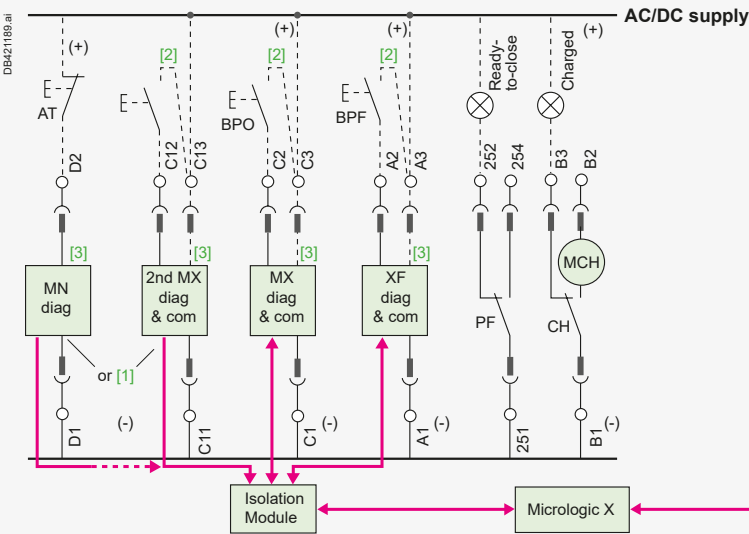 DB421189.ai
AC/DC supply
(+)
(+)
(+)
(+)
[2]
[2]
[2]
Ready-
to-close
Charged
AT
BPO
BPF
D2
C12
C13
C2
C3
A2
A3
252
254
B3
B2
[3]
[3]
[3]
[3]
MN
diag
2nd MX
diag
& com
MX
diag
& com
XF
diag
& com
MCH
PF
CH
or [1]
(-)
(-)
(-)
(-)
D1
C11
C1
A1
251
B1
Isolation
Module
Micrologic X